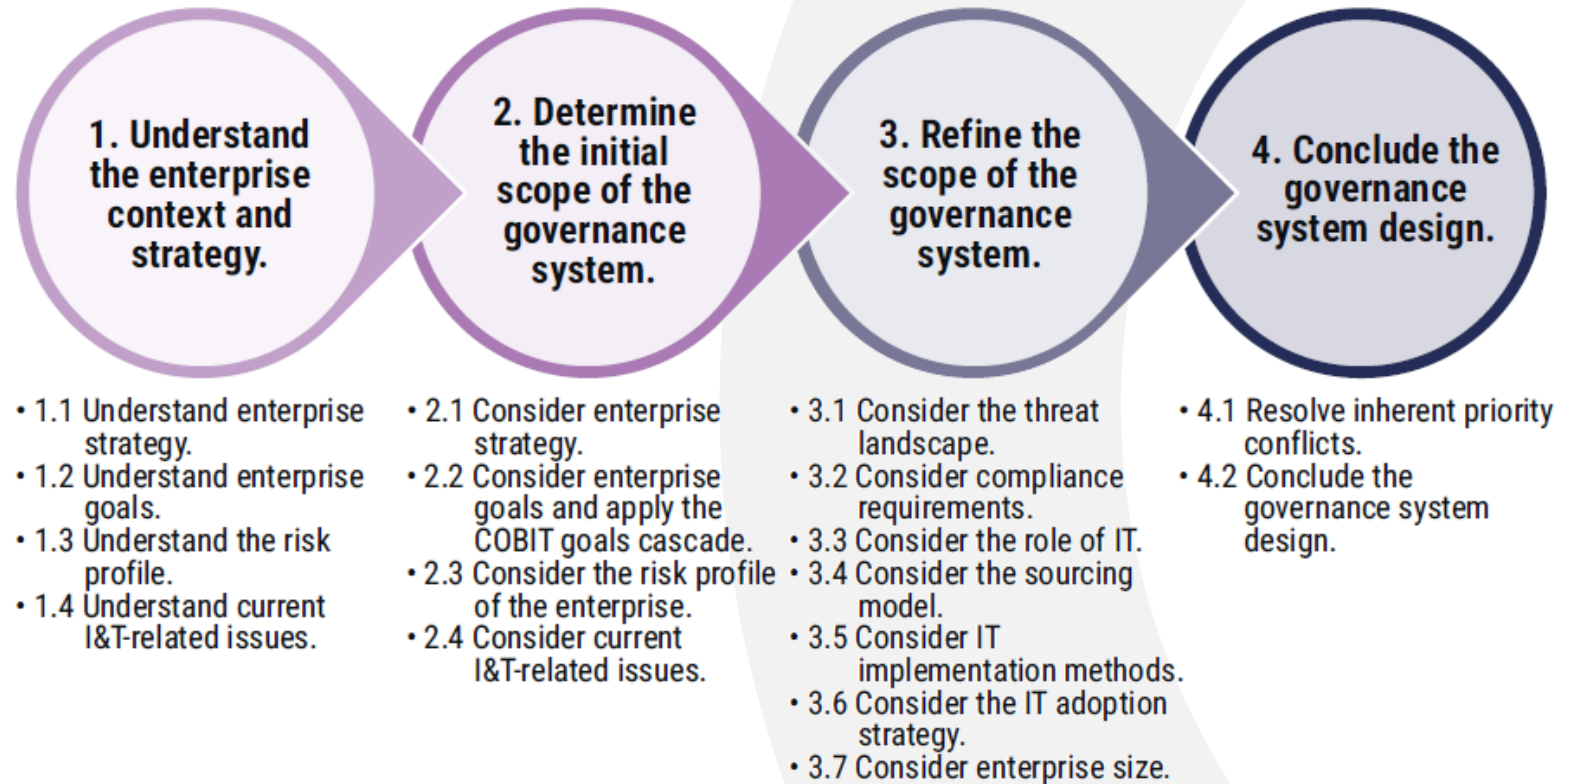 1. Understand
the enterprise
context and
strategy.
2. Determine
the initial
scope of the
governance
system.
3. Refine the
scope of the
governance
system.
4. Conclude the
governance
system design.
• 1.1 Understand enterprise
strategy.
• 1.2 Understand enterprise
goals.
• 1.3 Understand the risk
profile.
• 1.4 Understand current
I&T-related issues.
• 2.1 Consider enterprise
strategy.
• 2.2 Consider enterprise
goals and apply the
COBIT goals cascade.
• 2.3 Consider the risk profile
of the enterprise.
• 2.4 Consider current
I&T-related issues.
• 3.1 Consider the threat
landscape.
• 3.2 Consider compliance
requirements.
• 3.3 Consider the role of IT.
• 3.4 Consider the sourcing
model.
• 3.5 Consider IT
implementation methods.
• 3.6 Consider the IT adoption
strategy.
• 3.7 Consider enterprise size.
• 4.1 Resolve inherent priority
conflicts.
• 4.2 Conclude the
governance system
design.